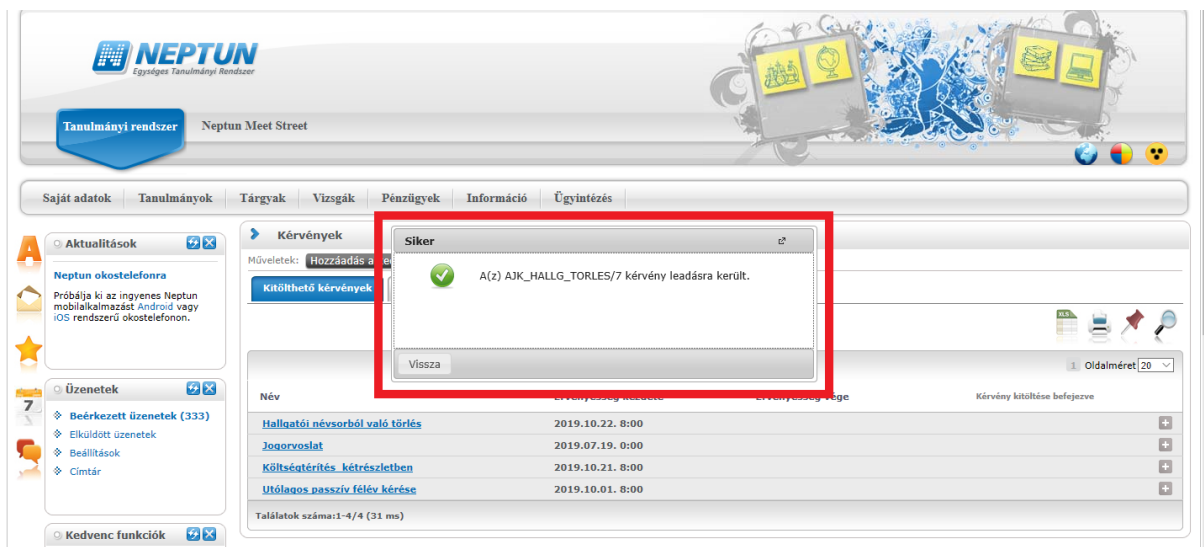 NEPTUN
Egységes Tanulmányi Rendszer
Tanulmányi rendszer
Neptun Meet Street
Saját adatok Tanulmányok Tárgyak Vizsgák Pénzügyek Információ Ügyintézés
Aktualitások
Neptun okostelefonra
Próbálja ki az ingyenes Neptun
mobilalkalmazást Android vagy
iOS rendszerű okostelefonon.
7
Üzenetek
Beérkezett üzenetek (333)
Elküldött üzenetek
Beállítások
Címtár
Kedvenc funkciók
Kérvények
Műveletek: Hozzáadás a
Kitölthető kérvények
Siker
A(z) AJK_HALLG_TORLES/7 kérvény leadásra került.
Vissza
XLS
1 Oldalméret 20
Név Kérvény kitöltése befejezve
Hallgatói névsorból való törlés 2019.10.22. 8:00
Jogorvoslat 2019.07.19. 0:00
Költségtérítés kétrészletben 2019.10.21. 8:00
Utólagos passzív félév kérése 2019.10.01. 8:00
Találatok száma:1-4/4 (31 ms)